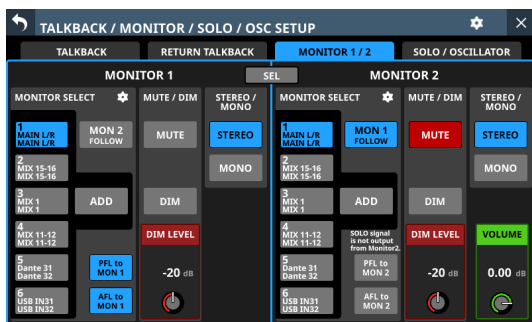 TALKBACK / MONITOR / SOLO / OSC SETUP
TALKBACK
RETURN TALKBACK
MONITOR 1 / 2
SOLO / OSCILLATOR
MONITOR 1
SEL
MONITOR 2
MONITOR SELECT
MUTE / DIM
STEREO /
MONO
1
MAIN L/R
MAIN L/R
MON 2
FOLLOW
MUTE
STEREO
2
MIX 15-16
MIX 15-16
MONO
3
MIX 1
MIX 1
ADD
DIM
4
MIX 11-12
MIX 11-12
DIM LEVEL
5
Dante 31
Dante 32
PFL to
MON 1
-20 dB
6
USB IN31
USB IN32
AFL to
MON 1
MONITOR SELECT
MUTE / DIM
STEREO /
MONO
1
MAIN L/R
MAIN L/R
MON 1
FOLLOW
MUTE
STEREO
2
MIX 15-16
MIX 15-16
MONO
3
MIX 1
MIX 1
ADD
DIM
4
MIX 11-12
MIX 11-12
SOLO signal
is not output
from Monitor2.
DIM LEVEL
VOLUME
5
Dante 31
Dante 32
PFL to
MON 2
-20 dB
0.00 dB
6
USB IN31
USB IN32
AFL to
MON 2